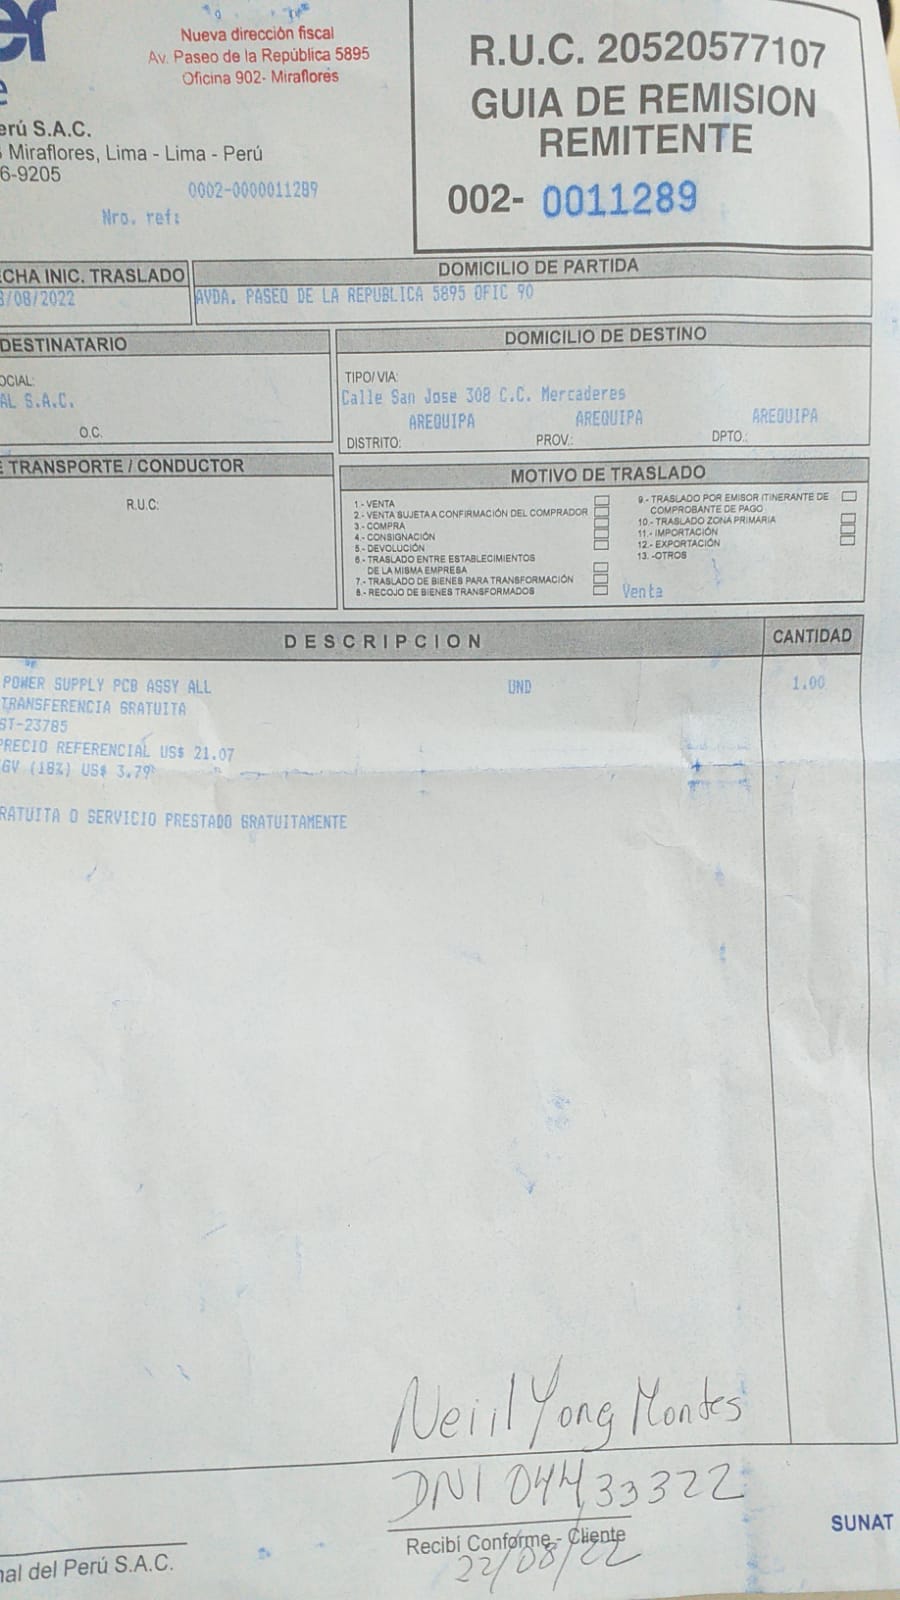 er
e
Nueva dirección fiscal
Av. Paseo de la República 5895
Oficina 902- Miraflores
erú S.A.C.
Miraflores, Lima - Lima - Perú
6-9205
0002-0000011289
Nro. ref:
R.U.C. 20520577107
GUIA DE REMISION
REMITENTE
002- 0011289
ECHA INIC. TRASLADO
/08/2022
DOMICILIO DE PARTIDA
AVDA. PASEO DE LA REPUBLICA 5895 OFIC 90
DESTINATARIO
OCIAL:
AL S.A.C.
O.C.
DOMICILIO DE DESTINO
TIPO/VIA:
Calle San Jose 308 C.C. Mercaderes
AREQUIPA AREQUIPA AREQUIPA
DISTRITO: PROV.: DPTO.:
E TRANSPORTE / CONDUCTOR
R.U.C:
MOTIVO DE TRASLADO
1.- VENTA
2.- VENTA SUJETA A CONFIRMACIÓN DEL COMPRADOR
3.- COMPRA
4.- CONSIGNACIÓN
5.- DEVOLUCIÓN
6.- TRASLADO ENTRE ESTABLECIMIENTOS
DE LA MISMA EMPRESA
7.- TRASLADO DE BIENES PARA TRANSFORMACIÓN
8.- RECOJO DE BIENES TRANSFORMADOS
9.- TRASLADO POR EMISOR ITINERANTE DE
COMPROBANTE DE PAGO
10.- TRASLADO ZONA PRIMARIA
11.- IMPORTACIÓN
12.- EXPORTACIÓN
13.-OTROS
Venta
DESCRIPCION CANTIDAD
POWER SUPPLY PCB ASSY ALL UND 1.00
TRANSFERENCIA GRATUITA
ST-23785
PRECIO REFERENCIAL US$ 21.07
IGV (18%) US$ 3.79
RATUITA O SERVICIO PRESTADO GRATUITAMENTE
Neiil Yong Montes
DNI 04433322
Recibí Conforme - Cliente
22/08/22
nal del Perú S.A.C.
SUNAT